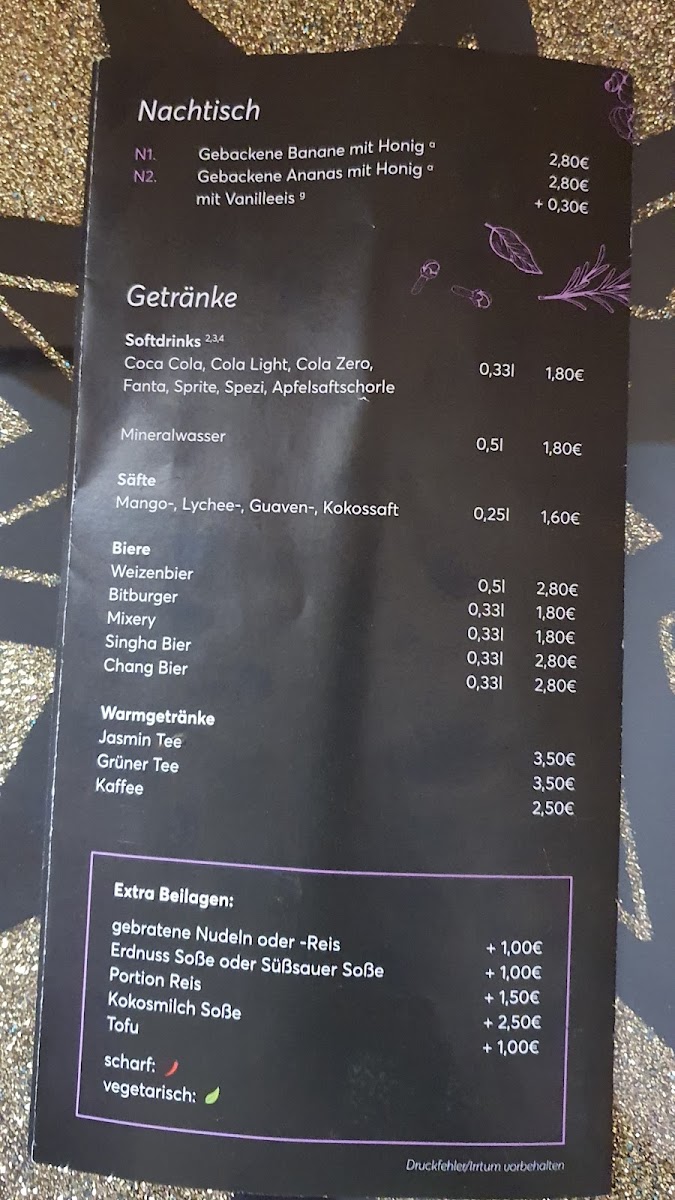 Nachtisch
N1. Gebackene Banane mit Honig ᵃ 2,80€
N2. Gebackene Ananas mit Honig ᵃ 2,80€
mit Vanilleeis ᵍ + 0,30€
Getränke
Softdrinks ²,³,⁴
Coca Cola, Cola Light, Cola Zero, 0,33l 1,80€
Fanta, Sprite, Spezi, Apfelsaftschorle
Mineralwasser 0,5l 1,80€
Säfte
Mango-, Lychee-, Guaven-, Kokossaft 0,25l 1,60€
Biere
Weizenbier 0,5l 2,80€
Bitburger 0,33l 1,80€
Mixery 0,33l 1,80€
Singha Bier 0,33l 2,80€
Chang Bier 0,33l 2,80€
Warmgetränke
Jasmin Tee 3,50€
Grüner Tee 3,50€
Kaffee 2,50€
Extra Beilagen:
gebratene Nudeln oder -Reis + 1,00€
Erdnuss Soße oder Süßsauer Soße + 1,00€
Portion Reis + 1,50€
Kokosmilch Soße + 2,50€
Tofu + 1,00€
scharf:
vegetarisch:
Druckfehler/Irrtum vorbehalten